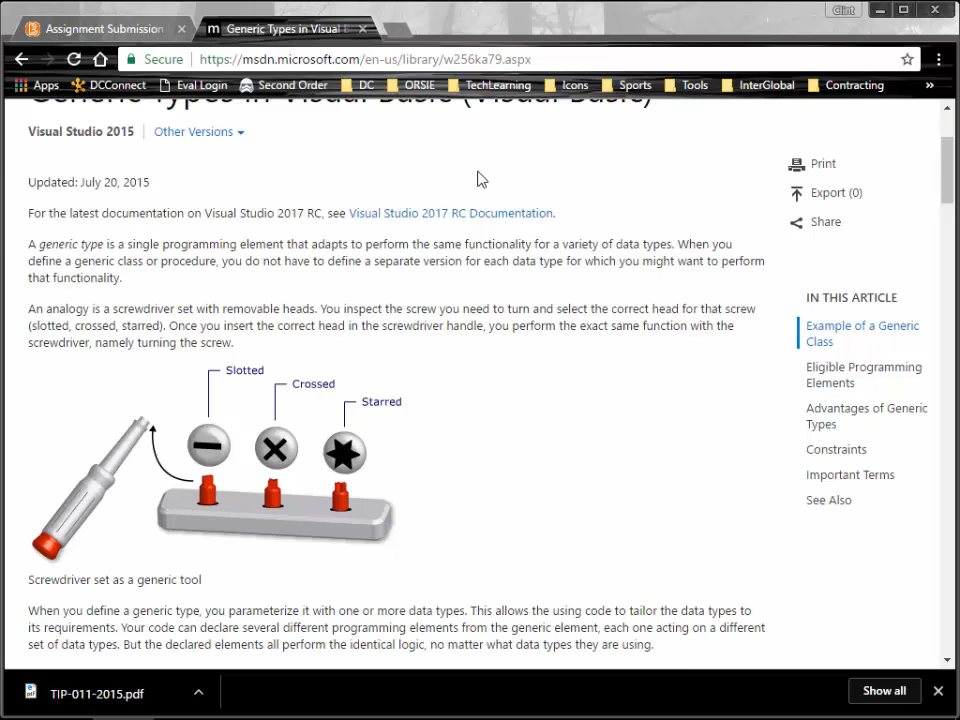 Clint
Assignment Submission
Generic Types in Visual
Secure https://msdn.microsoft.com/en-us/library/w256ka79.aspx
Apps DCConnect Eval Login Second Order DC ORSIE TechLearning Icons Sports Tools InterGlobal Contracting »
Generic Types in Visual Basic (Visual Basic)
Visual Studio 2015 Other Versions
Print
Updated: July 20, 2015
Export (0)
For the latest documentation on Visual Studio 2017 RC, see Visual Studio 2017 RC Documentation.
Share
A generic type is a single programming element that adapts to perform the same functionality for a variety of data types. When you
define a generic class or procedure, you do not have to define a separate version for each data type for which you might want to perform
that functionality.
An analogy is a screwdriver set with removable heads. You inspect the screw you need to turn and select the correct head for that screw
(slotted, crossed, starred). Once you insert the correct head in the screwdriver handle, you perform the exact same function with the
screwdriver, namely turning the screw.
IN THIS ARTICLE
Example of a Generic
Class
Eligible Programming
Elements
Advantages of Generic
Types
Constraints
Important Terms
See Also
Slotted
Crossed
Starred
Screwdriver set as a generic tool
When you define a generic type, you parameterize it with one or more data types. This allows the using code to tailor the data types to
its requirements. Your code can declare several different programming elements from the generic element, each one acting on a different
set of data types. But the declared elements all perform the identical logic, no matter what data types they are using.
TIP-011-2015.pdf
Show all